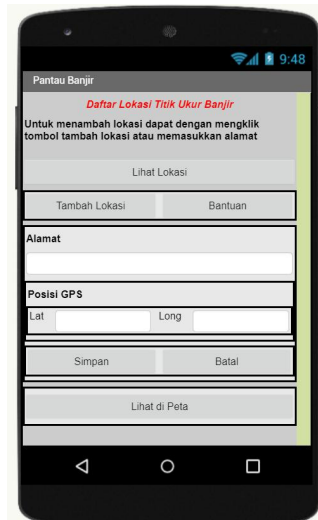 9:48
Pantau Banjir
Daftar Lokasi Titik Ukur Banjir
Untuk menambah lokasi dapat dengan mengklik
tombol tambah lokasi atau memasukkan alamat
Lihat Lokasi
Tambah Lokasi Bantuan
Alamat
Posisi GPS
Lat Long
Simpan Batal
Lihat di Peta